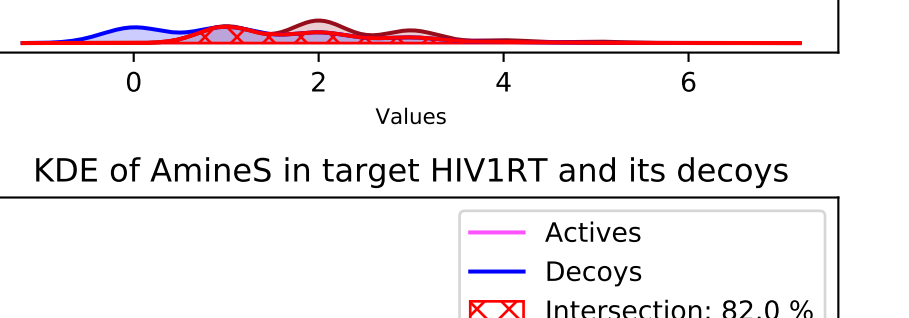 0 2 4 6
Values
KDE of AmineS in target HIV1RT and its decoys
Actives
Decoys
Intersection: 82.0 %